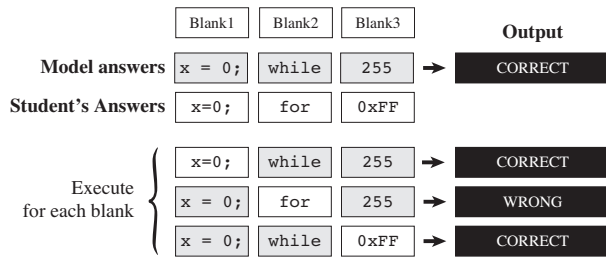 Blank1 Blank2 Blank3 Output
Model answers x = 0; while 255 CORRECT
Student's Answers x=0; for 0xFF
x=0; while 255 CORRECT
Execute
for each blank
x = 0; for 255 WRONG
x = 0; while 0xFF CORRECT